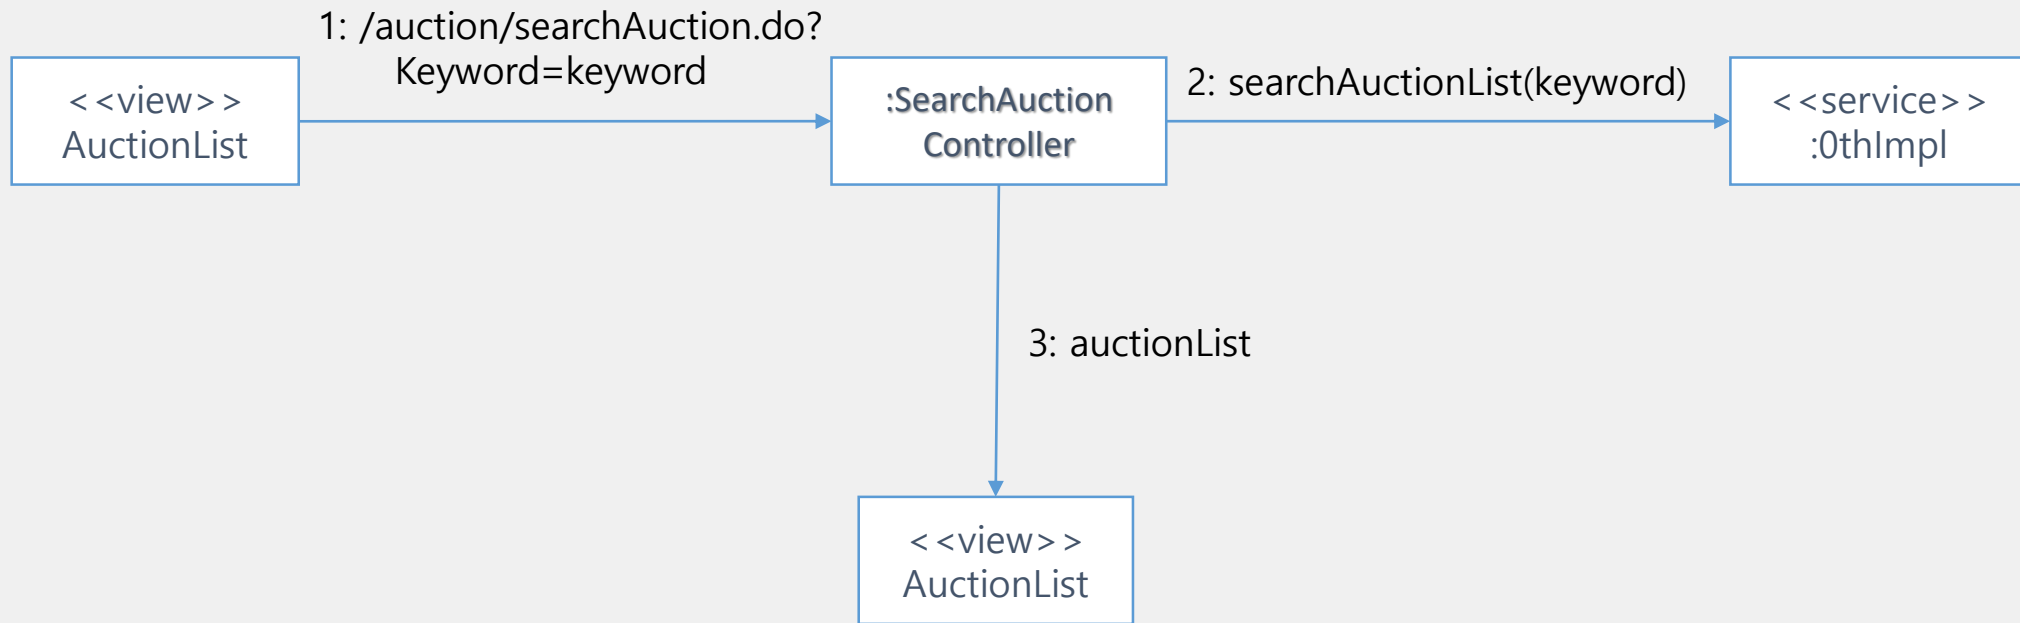 1: /auction/searchAuction.do?
Keyword=keyword
<<view>>
AuctionList
:SearchAuction
Controller
2: searchAuctionList(keyword)
<<service>>
:0thImpl
3: auctionList
<<view>>
AuctionList